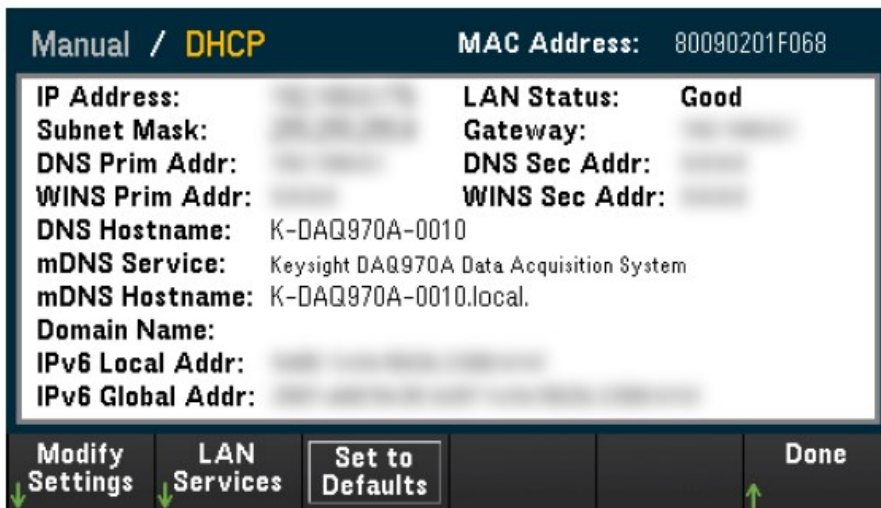 Manual / DHCP MAC Address: 80090201F068
IP Address: LAN Status: Good
Subnet Mask: Gateway:
DNS Prim Addr: DNS Sec Addr:
WINS Prim Addr: WINS Sec Addr:
DNS Hostname: K-DAQ970A-0010
mDNS Service: Keysight DAQ970A Data Acquisition System
mDNS Hostname: K-DAQ970A-0010.local.
Domain Name:
IPv6 Local Addr:
IPv6 Global Addr:
Modify Settings LAN Services Set to Defaults Done